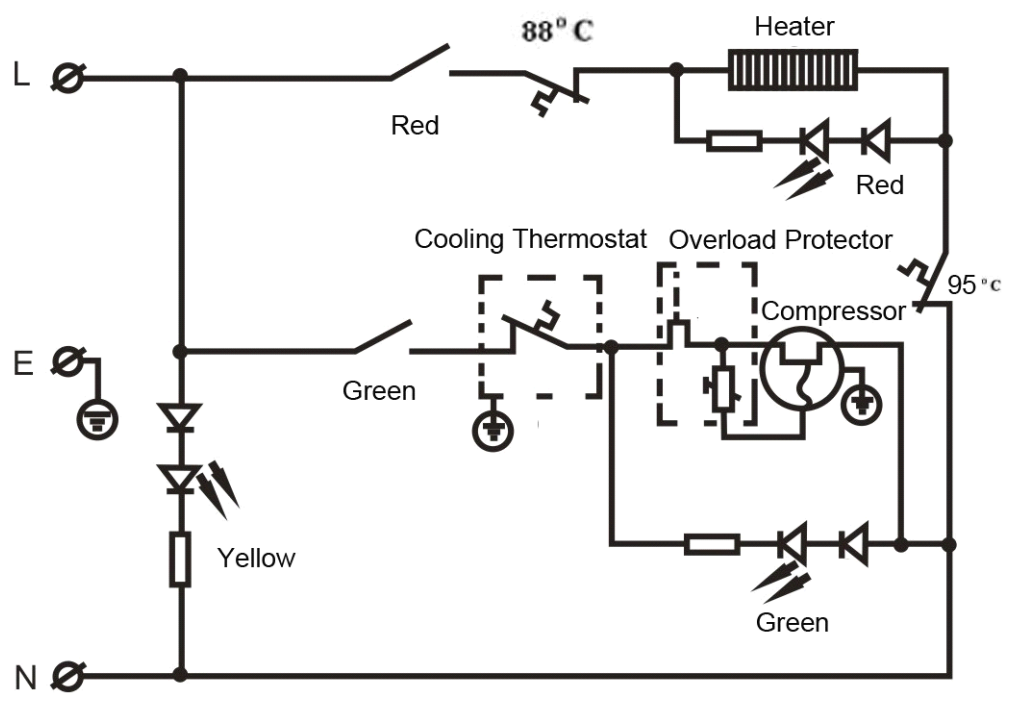 88°C
Heater
L
Red
Red
Cooling Thermostat
Overload Protector
95°C
Compressor
E
Green
Yellow
Green
N